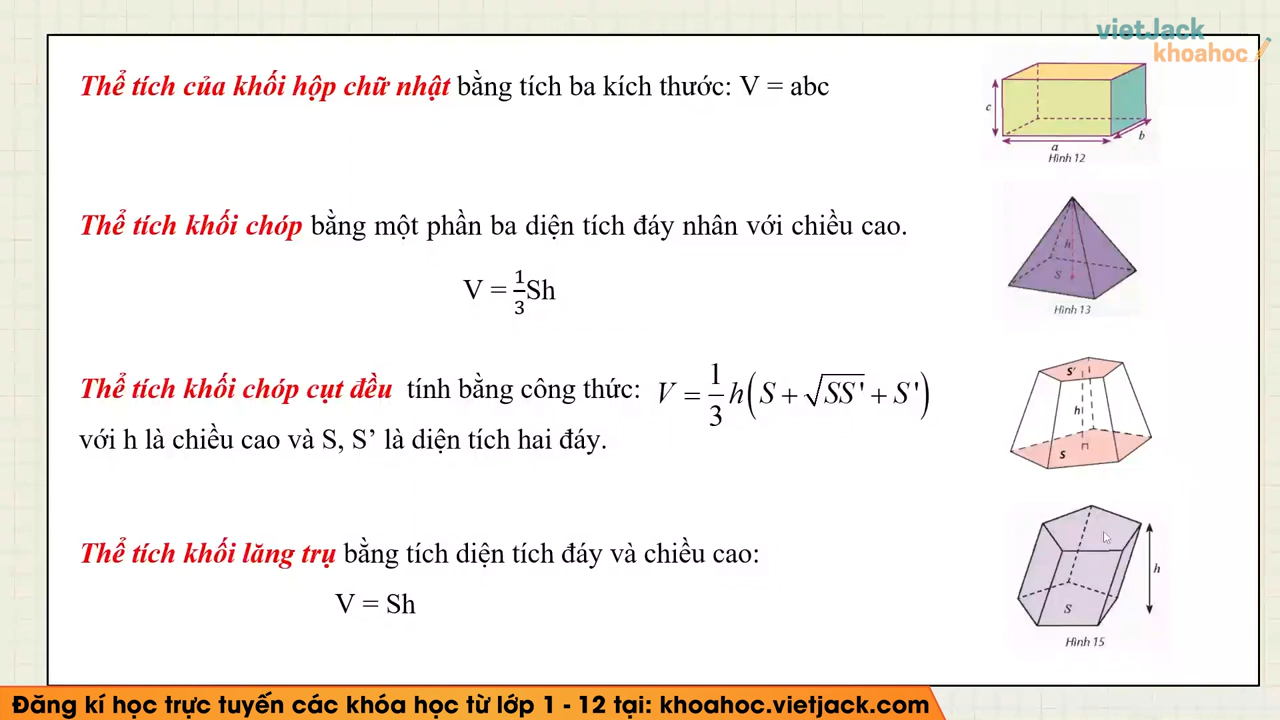 vietJack
khoahoc
Thể tích của khối hộp chữ nhật bằng tích ba kích thước: V = abc
c
b
a
Hình 12
Thể tích khối chóp bằng một phần ba diện tích đáy nhân với chiều cao.
V = 1/3 Sh
h
S
Hình 13
Thể tích khối chóp cụt đều tính bằng công thức: V = 1/3 h(S + √SS' + S')
với h là chiều cao và S, S’ là diện tích hai đáy.
S'
h
S
Thể tích khối lăng trụ bằng tích diện tích đáy và chiều cao:
V = Sh
h
S
Hình 15
Đăng kí học trực tuyến các khóa học từ lớp 1 - 12 tại: khoahoc.vietjack.com